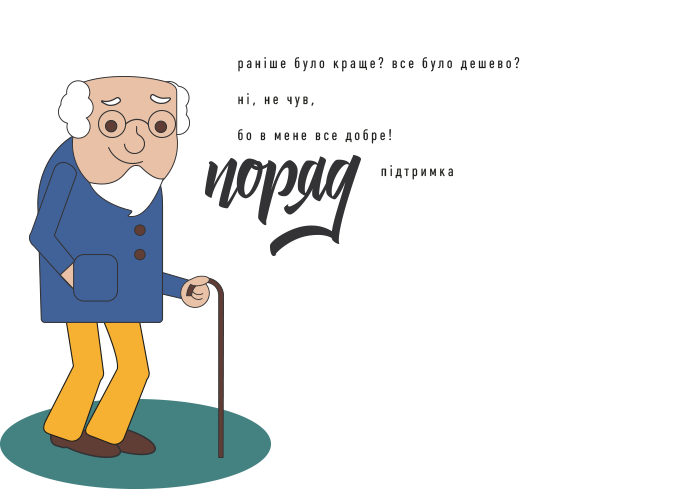 раніше було краще? все було дешево?
ні, не чув,
бо в мене все добре!
поряд
підтримка